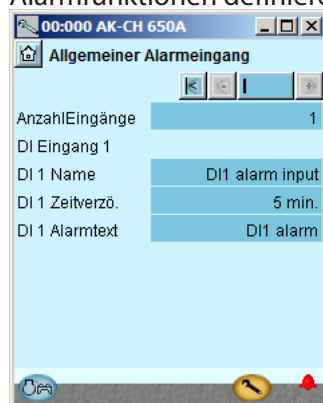 Alarmfunktionen definiere
00:000 AK-CH 650A
Allgemeiner Alarmeingang
AnzahlEingänge 1
DI Eingang 1
DI 1 Name DI1 alarm input
DI 1 Zeitverzö. 5 min.
DI 1 Alarmtext DI1 alarm